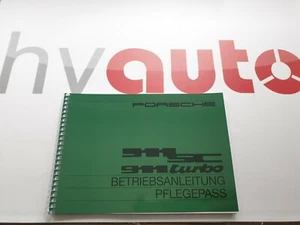 hvauto
PORSCHE
911 SC
911 turbo
BETRIEBSANLEITUNG
PFLEGEPASS